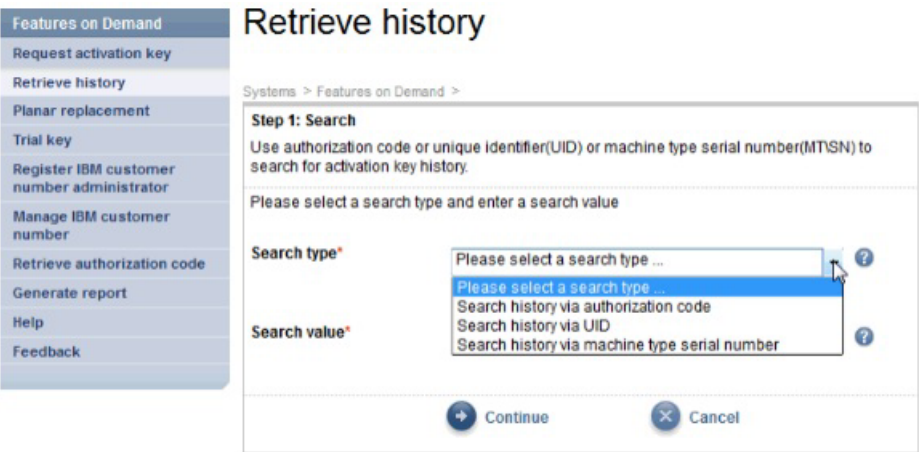 Features on Demand
Request activation key
Retrieve history
Planar replacement
Trial key
Register IBM customer
number administrator
Manage IBM customer
number
Retrieve authorization code
Generate report
Help
Feedback
Retrieve history
Systems > Features on Demand >
Step 1: Search
Use authorization code or unique identifier(UID) or machine type serial number(MT\SN) to
search for activation key history.
Please select a search type and enter a search value
Search type*
Please select a search type ...
Please select a search type ...
Search history via authorization code
Search history via UID
Search history via machine type serial number
Search value*
Continue
Cancel